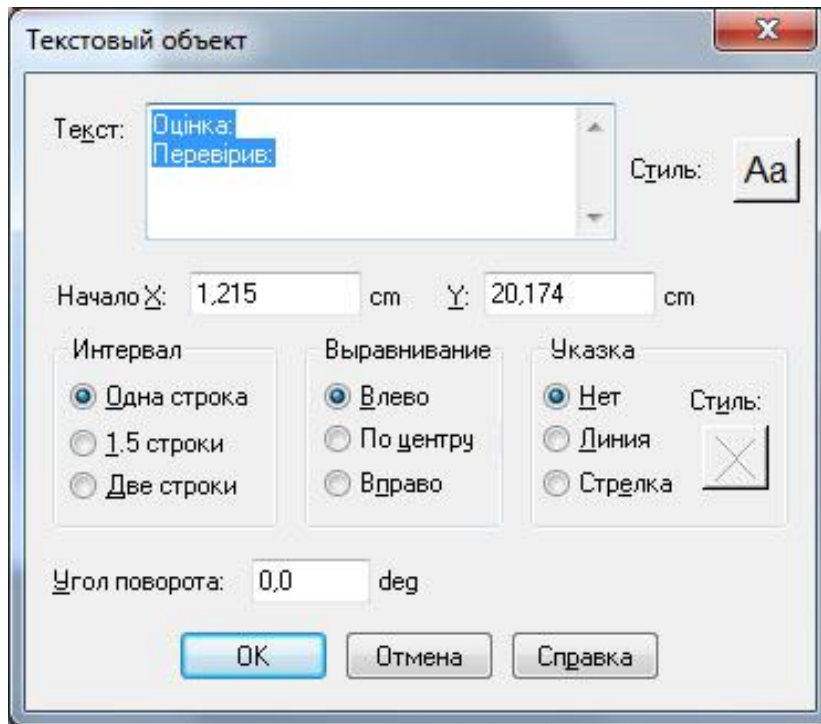 Текстовый объект
Текст:
Оцінка:
Перевірив:
Стиль:
Aa
Начало X: 1,215 cm Y: 20,174 cm
Интервал Выравнивание Указка
Одна строка Влево Нет Стиль:
1.5 строки По центру Линия
Две строки Вправо Стрелка
Угол поворота: 0,0 deg
OK Отмена Справка